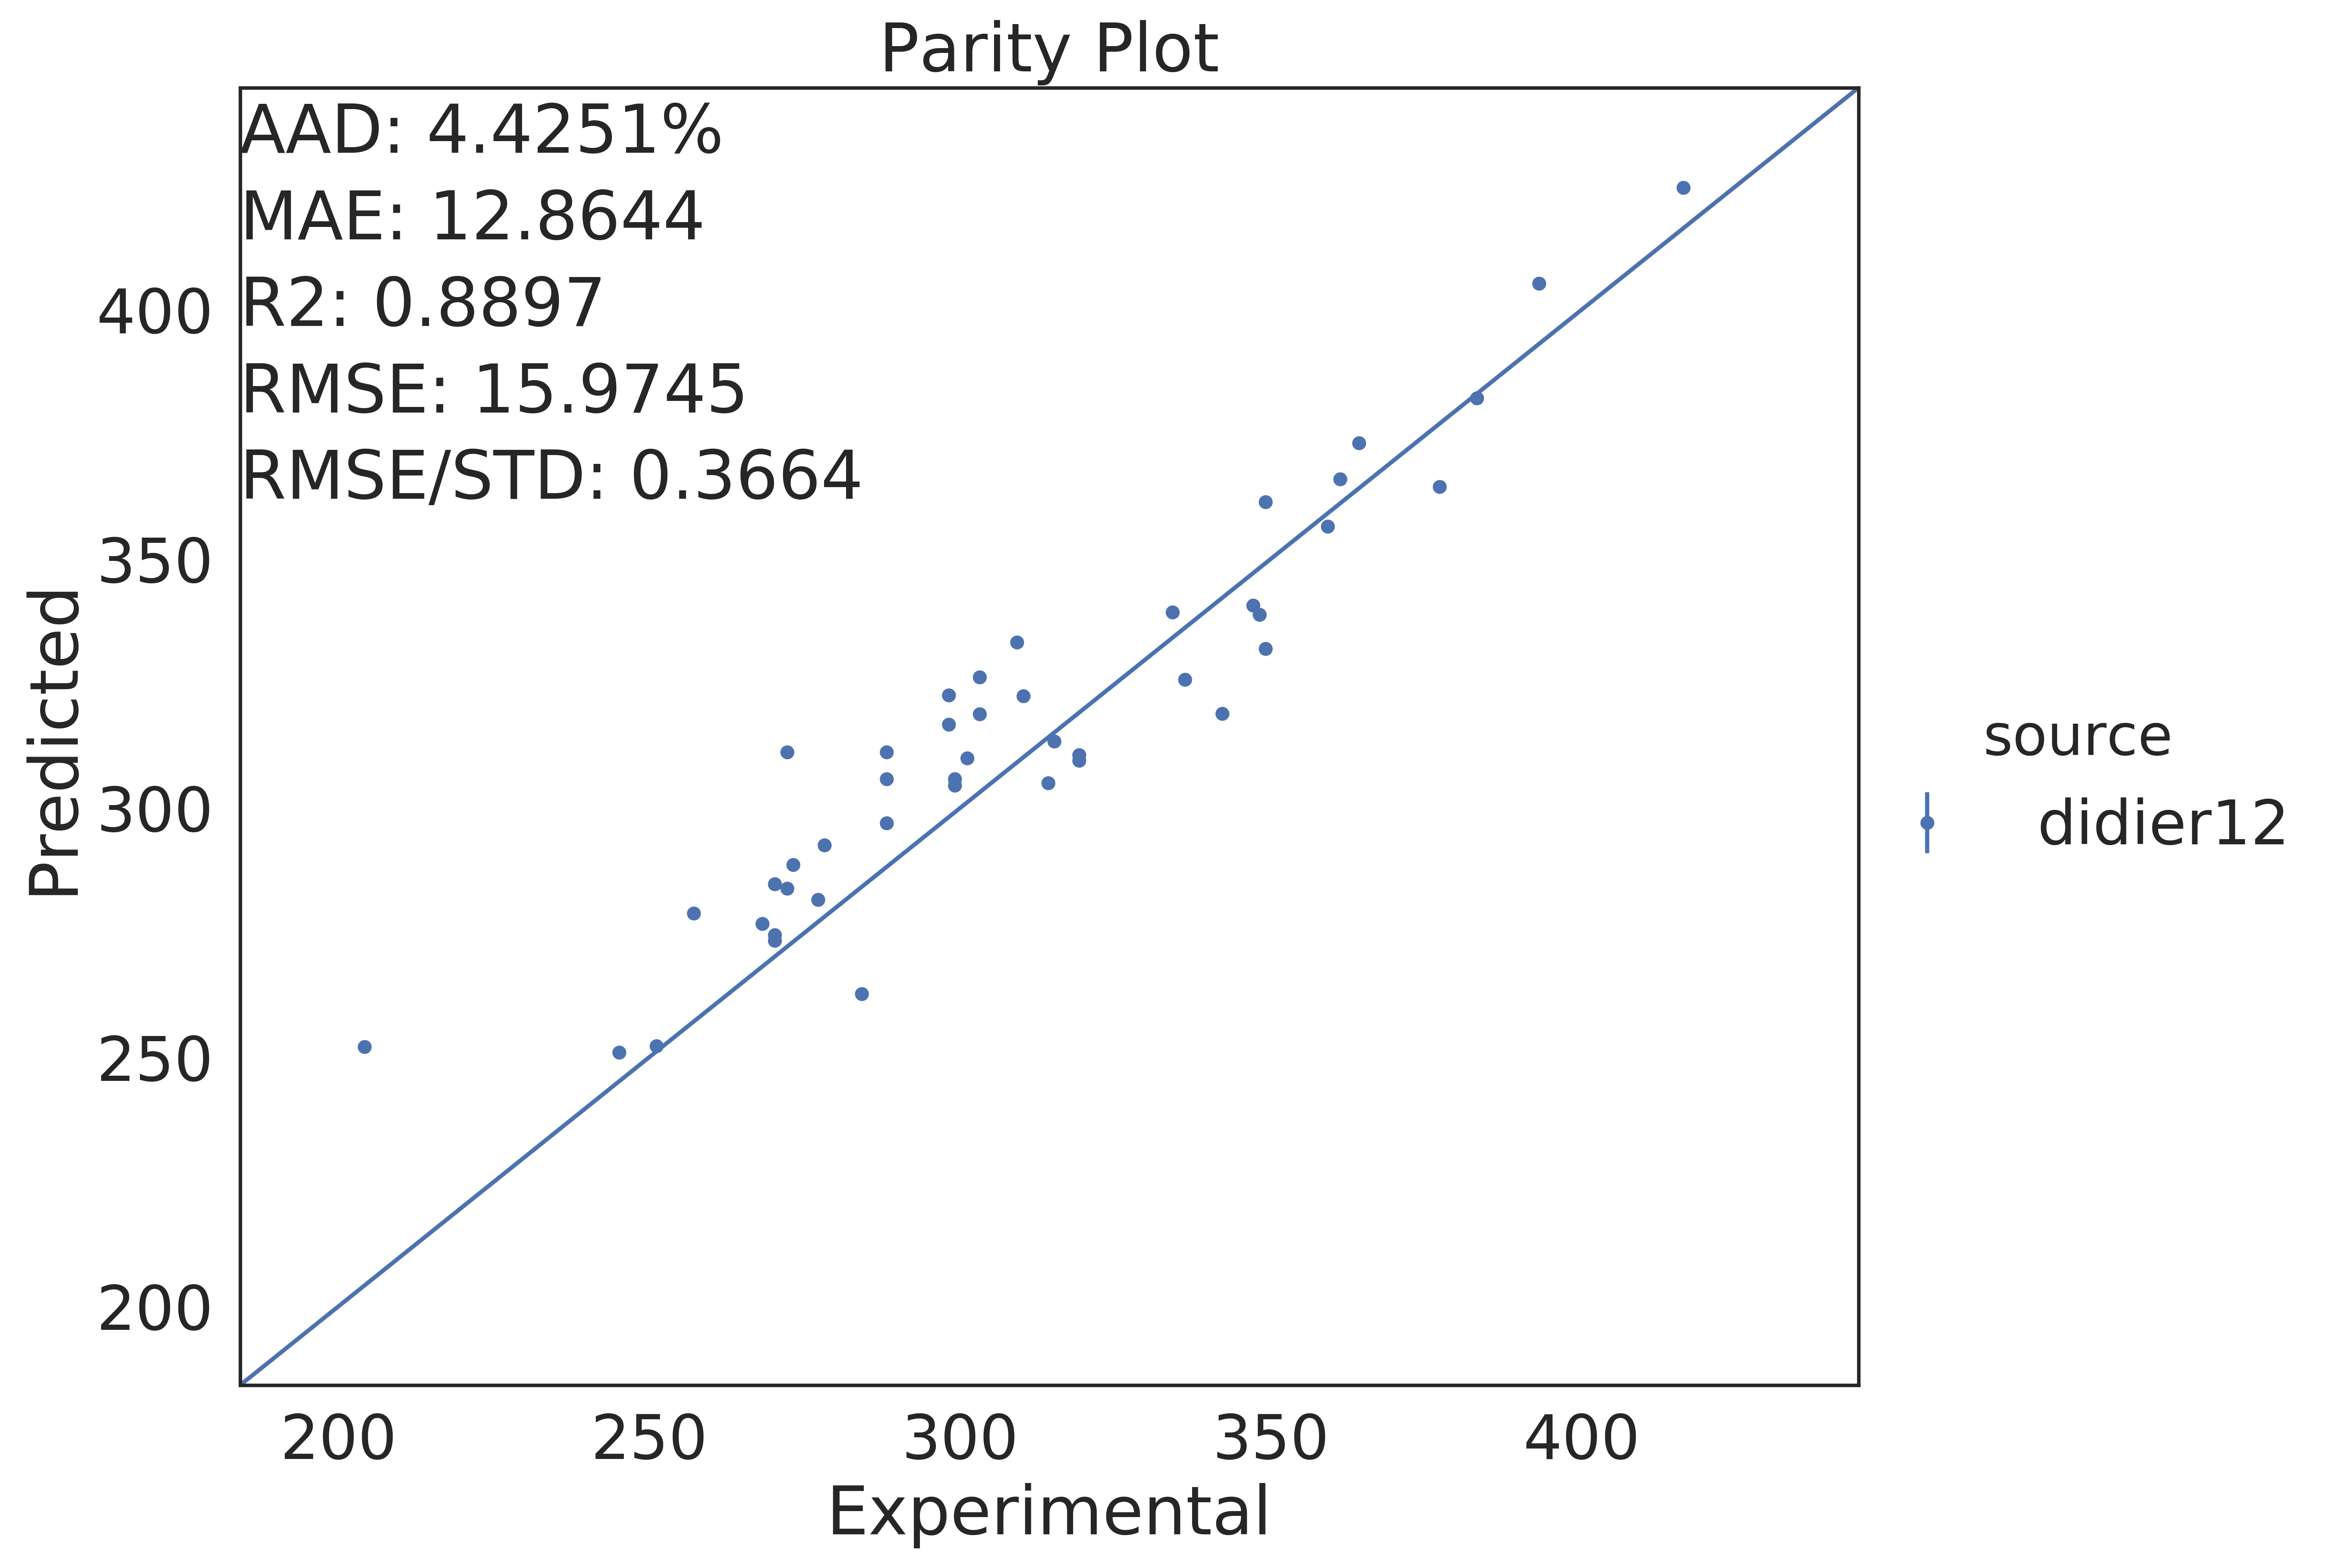 Parity Plot
AAD: 4.4251%
MAE: 12.8644
R2: 0.8897
RMSE: 15.9745
RMSE/STD: 0.3664
400
350
300
250
200
Predicted
200 250 300 350 400
Experimental
source
didier12